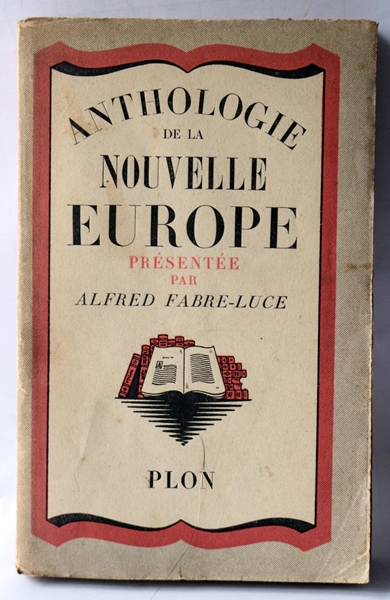 ANTHOLOGIE
DE LA
NOUVELLE
EUROPE
PRÉSENTÉE
PAR
ALFRED FABRE-LUCE
PLON